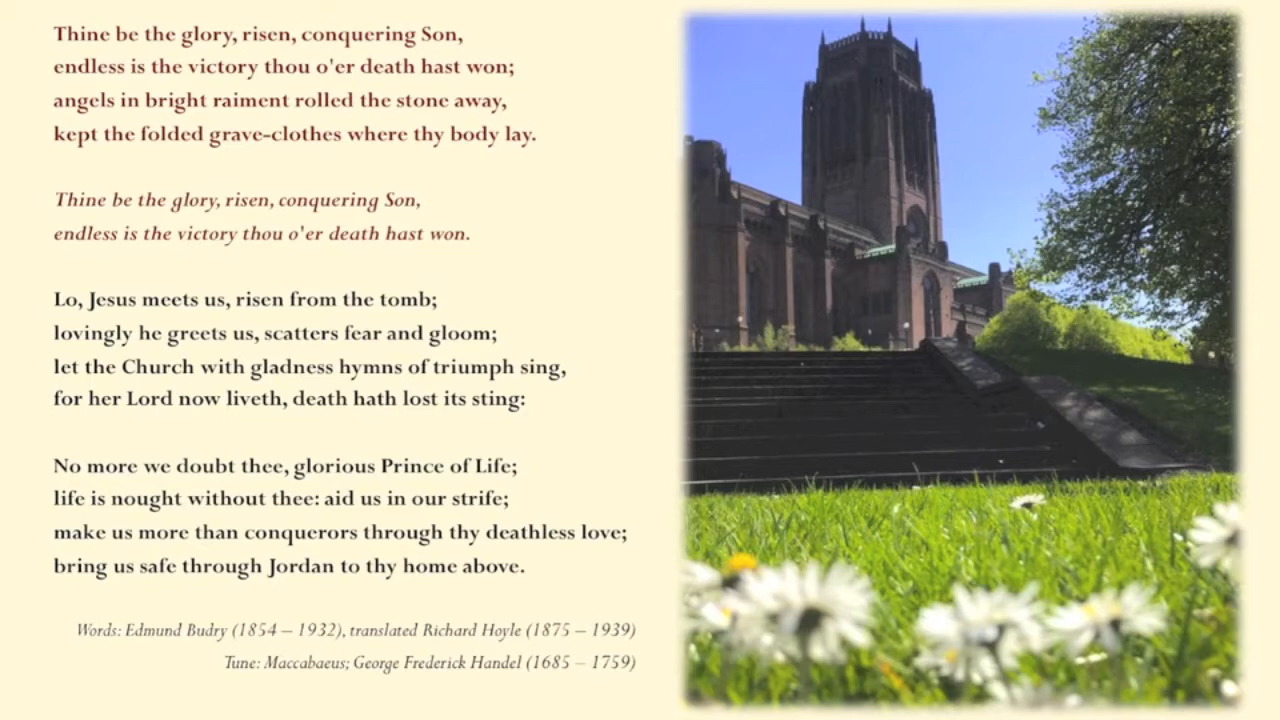 Thine be the glory, risen, conquering Son,
endless is the victory thou o'er death hast won;
angels in bright raiment rolled the stone away,
kept the folded grave-clothes where thy body lay.
Thine be the glory, risen, conquering Son,
endless is the victory thou o'er death hast won.
Lo, Jesus meets us, risen from the tomb;
lovingly he greets us, scatters fear and gloom;
let the Church with gladness hymns of triumph sing,
for her Lord now liveth, death hath lost its sting:
No more we doubt thee, glorious Prince of Life;
life is nought without thee: aid us in our strife;
make us more than conquerors through thy deathless love;
bring us safe through Jordan to thy home above.
Words: Edmund Budry (1854 – 1932), translated Richard Hoyle (1875 – 1939)
Tune: Maccabaeus; George Frederick Handel (1685 – 1759)